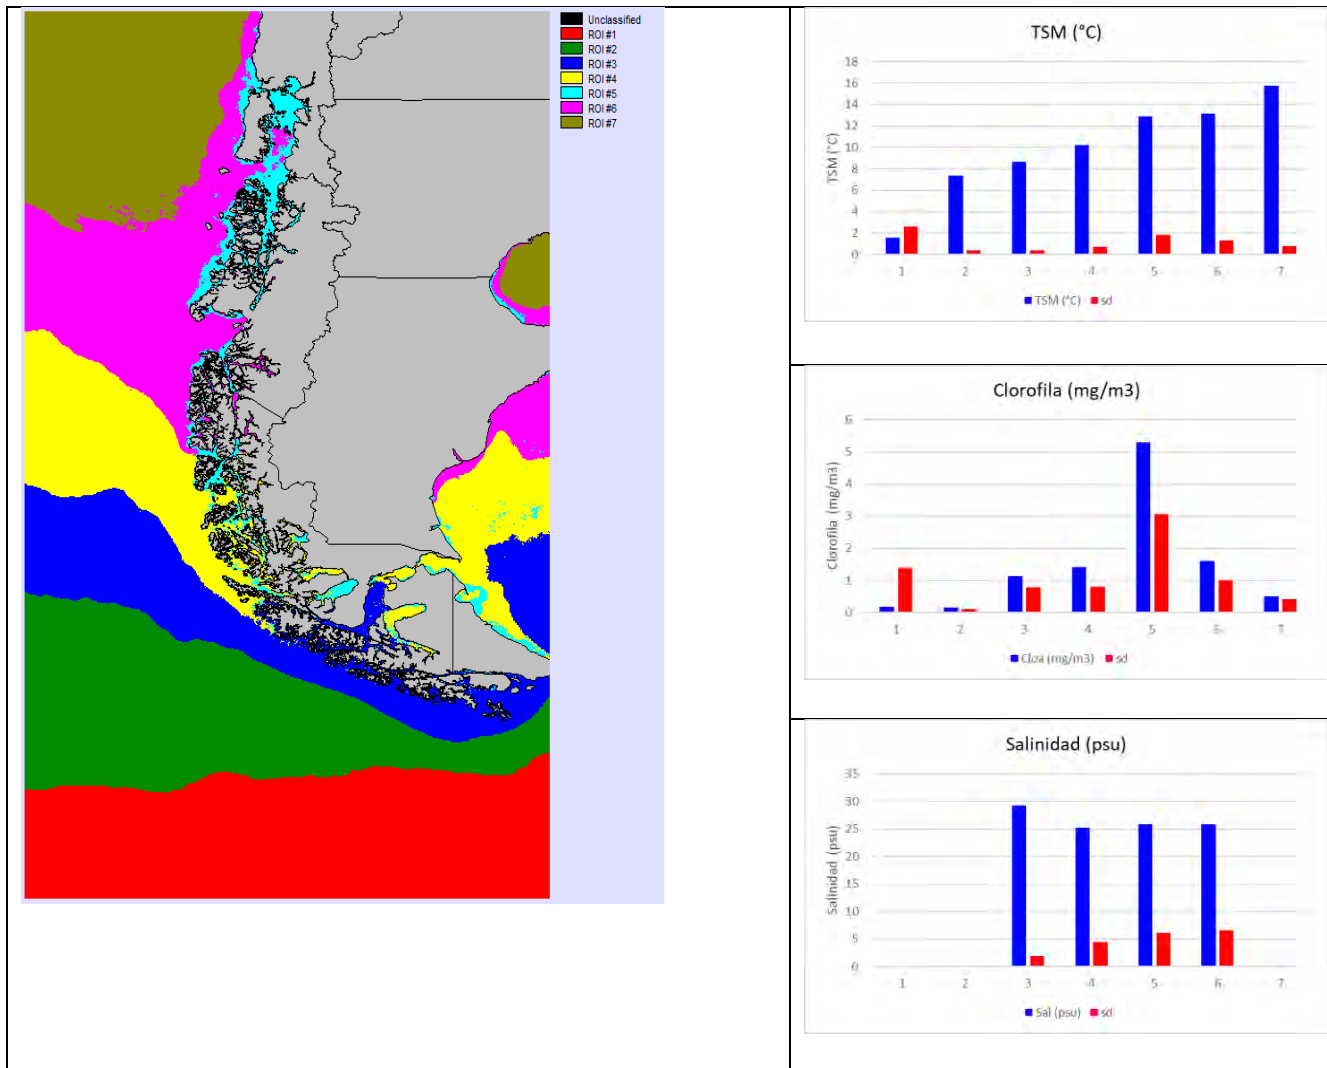 Unclassified
ROI #1
ROI #2
ROI #3
ROI #4
ROI #5
ROI #6
ROI #7
TSM (°C)
18
16
14
12
10
8
6
4
2
0
TSM (°C)
1 2 3 4 5 6 7
TSM (°C) sd
Clorofila (mg/m3)
6
5
4
3
2
1
0
Clorofila (mg/m3)
1 2 3 4 5 6 7
Cloa (mg/m3) sd
Salinidad (psu)
35
30
25
20
15
10
5
0
Salinidad (psu)
1 2 3 4 5 6 7
Sal (psu) sd